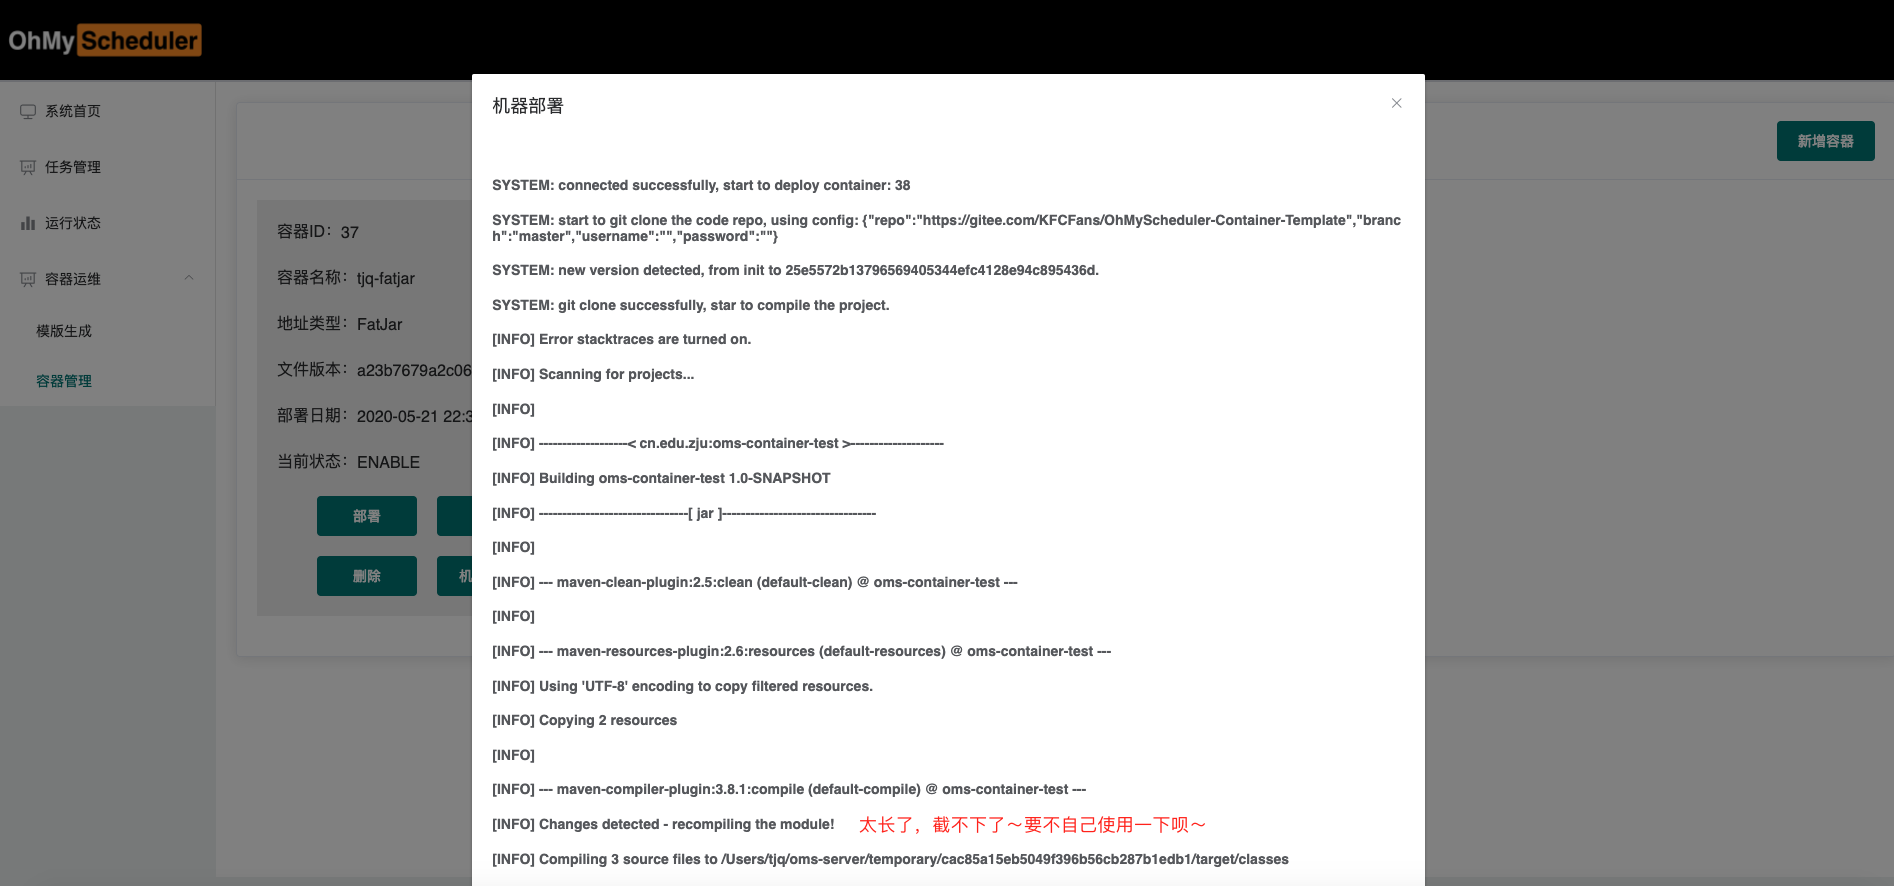 OhMy Scheduler
系统首页
任务管理
运行状态
容器运维
模版生成
容器管理
新增容器
容器ID：37
容器名称：tjq-fatjar
地址类型：FatJar
文件版本：a23b7679a2c06
部署日期：2020-05-21 22:3
当前状态：ENABLE
部署
删除
机
机器部署
SYSTEM: connected successfully, start to deploy container: 38
SYSTEM: start to git clone the code repo, using config: {"repo":"https://gitee.com/KFCFans/OhMyScheduler-Container-Template","branc
h":"master","username":"","password":""}
SYSTEM: new version detected, from init to 25e5572b13796569405344efc4128e94c895436d.
SYSTEM: git clone successfully, star to compile the project.
[INFO] Error stacktraces are turned on.
[INFO] Scanning for projects...
[INFO]
[INFO] -------------------< cn.edu.zju:oms-container-test >--------------------
[INFO] Building oms-container-test 1.0-SNAPSHOT
[INFO] --------------------------------[ jar ]---------------------------------
[INFO]
[INFO] --- maven-clean-plugin:2.5:clean (default-clean) @ oms-container-test ---
[INFO]
[INFO] --- maven-resources-plugin:2.6:resources (default-resources) @ oms-container-test ---
[INFO] Using 'UTF-8' encoding to copy filtered resources.
[INFO] Copying 2 resources
[INFO]
[INFO] --- maven-compiler-plugin:3.8.1:compile (default-compile) @ oms-container-test ---
[INFO] Changes detected - recompiling the module! 太长了，截不下了～要不自己使用一下呗～
[INFO] Compiling 3 source files to /Users/tjq/oms-server/temporary/cac85a15eb5049f396b56cb287b1edb1/target/classes